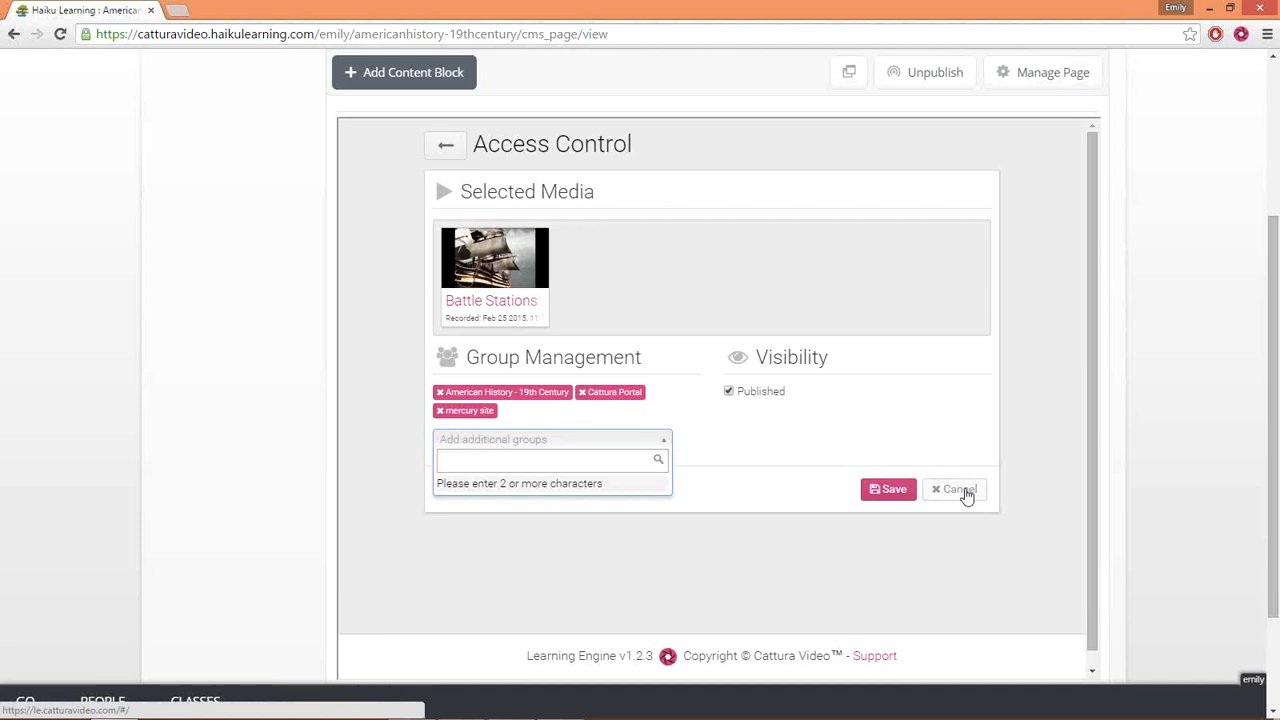 Haiku Learning : American
Emily
https://catturavideo.haikulearning.com/emily/americanhistory-19thcentury/cms_page/view
Add Content Block
Unpublish
Manage Page
Access Control
Selected Media
Battle Stations
Recorded: Feb 25 2015, 11:
Group Management
Visibility
American History - 19th Century
Cattura Portal
mercury site
Published
Add additional groups
Please enter 2 or more characters
Save
Cancel
Learning Engine v1.2.3 Copyright © Cattura Video™ - Support
emily
GO PEOPLE CLASSES
https://le.catturavideo.com/#/